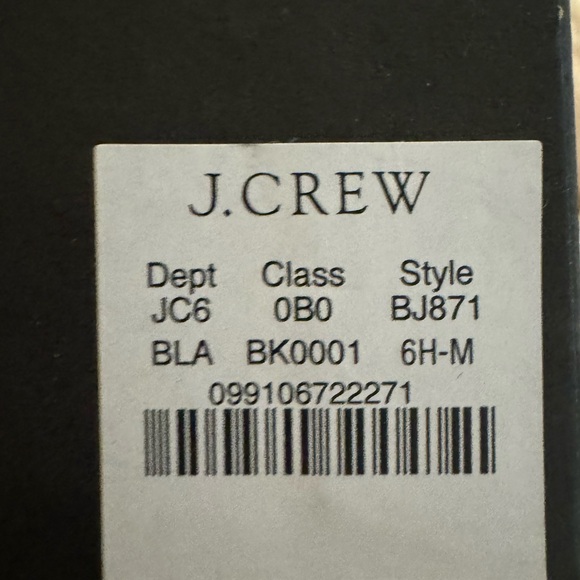 J.CREW
Dept Class Style
JC6 0B0 BJ871
BLA BK0001 6H-M
099106722271